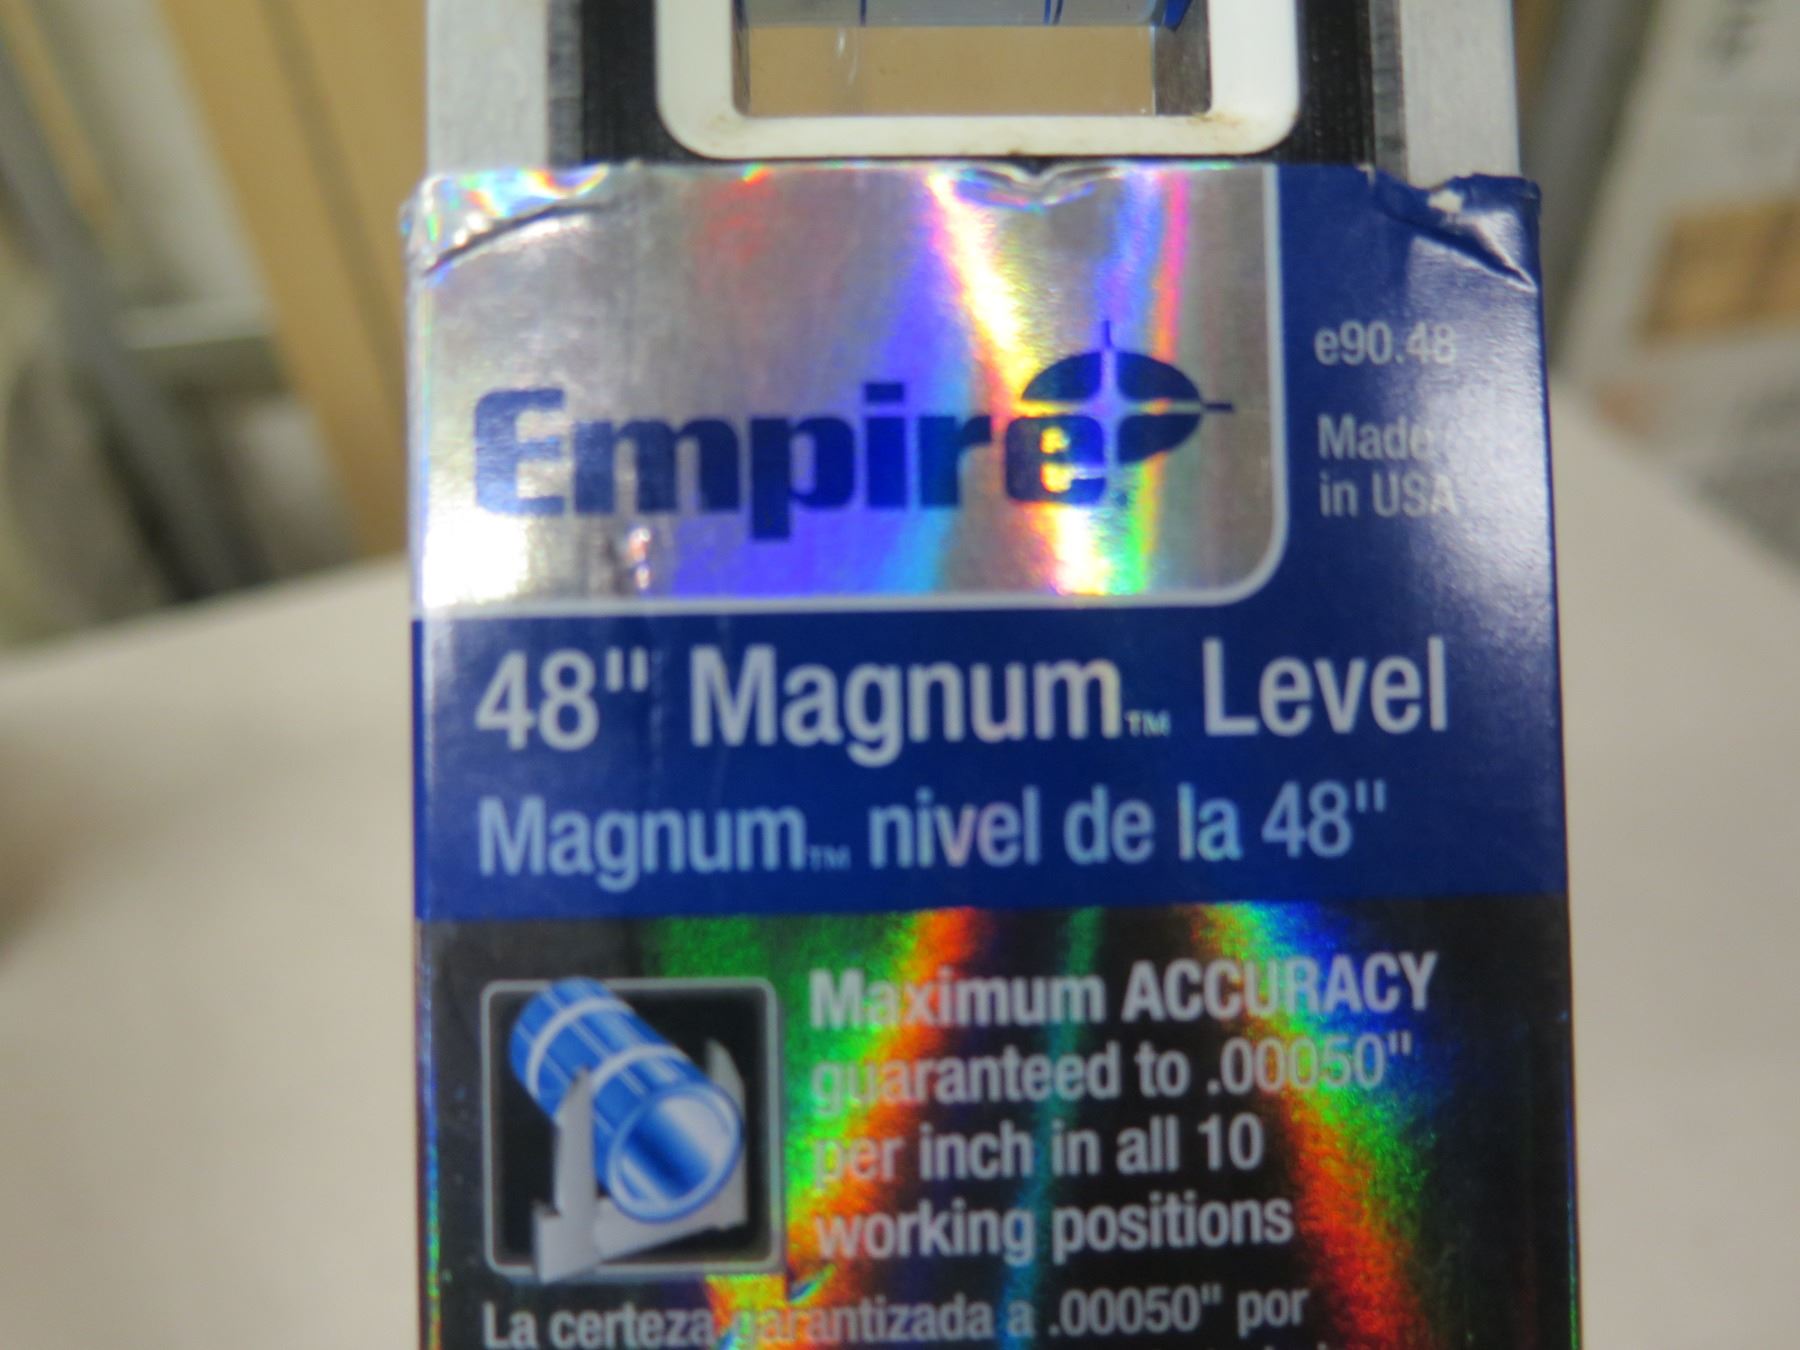 Empire
e90.48
Made
in USA
48" Magnum™ Level
Magnum™ nivel de la 48"
Maximum ACCURACY
guaranteed to .00050"
per inch in all 10
working positions
La certeza garantizada a .00050" por